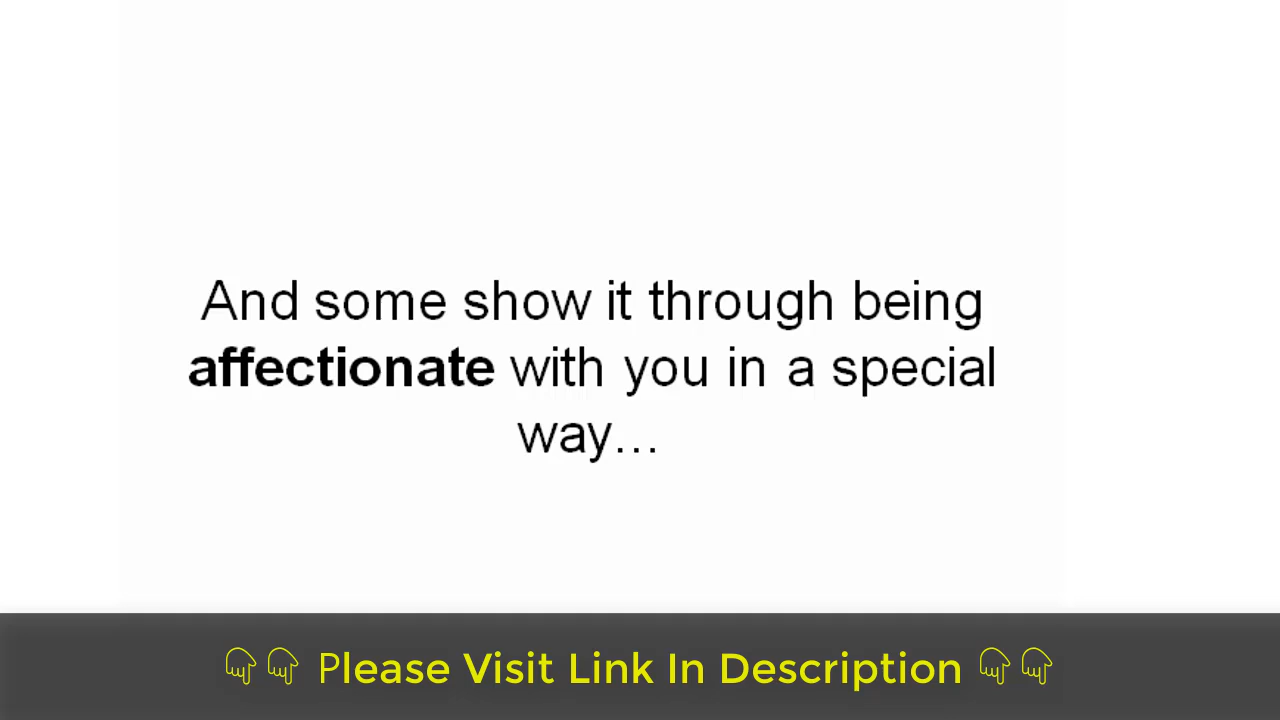 And some show it through being
affectionate with you in a special
way...
Please Visit Link In Description